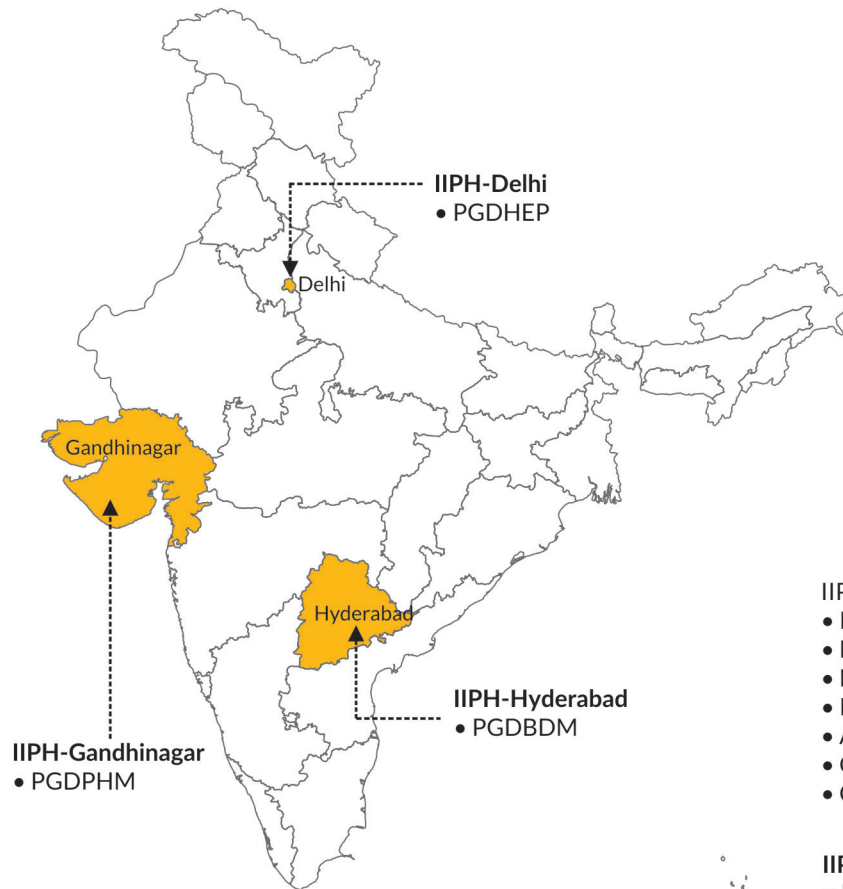 IIPH-Delhi
• PGDHEP
Delhi
Gandhinagar
Hyderabad
IIPH-Hyderabad
• PGDBDM
IIPH-Gandhinagar
• PGDPHM